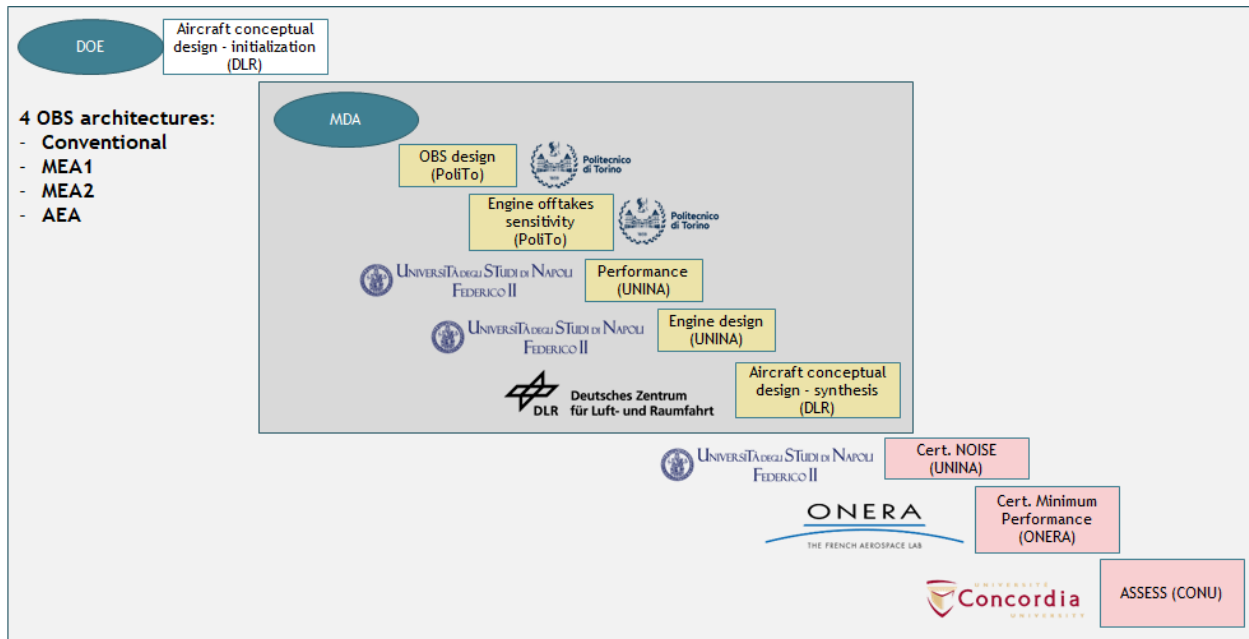 DOE
Aircraft conceptual
design - initialization
(DLR)
4 OBS architectures:
- Conventional
- MEA1
- MEA2
- AEA
MDA
OBS design
(PoliTo)
Politecnico
di Torino
Engine offtakes
sensitivity
(PoliTo)
Politecnico
di Torino
UNIVERSITÀ DEGLI STUDI DI NAPOLI
FEDERICO II
Performance
(UNINA)
UNIVERSITÀ DEGLI STUDI DI NAPOLI
FEDERICO II
Engine design
(UNINA)
DLR
Deutsches Zentrum
für Luft- und Raumfahrt
Aircraft conceptual
design - synthesis
(DLR)
UNIVERSITÀ DEGLI STUDI DI NAPOLI
FEDERICO II
Cert. NOISE
(UNINA)
ONERA
THE FRENCH AEROSPACE LAB
Cert. Minimum
Performance
(ONERA)
UNIVERSITÉ
Concordia
UNIVERSITY
ASSESS (CONU)